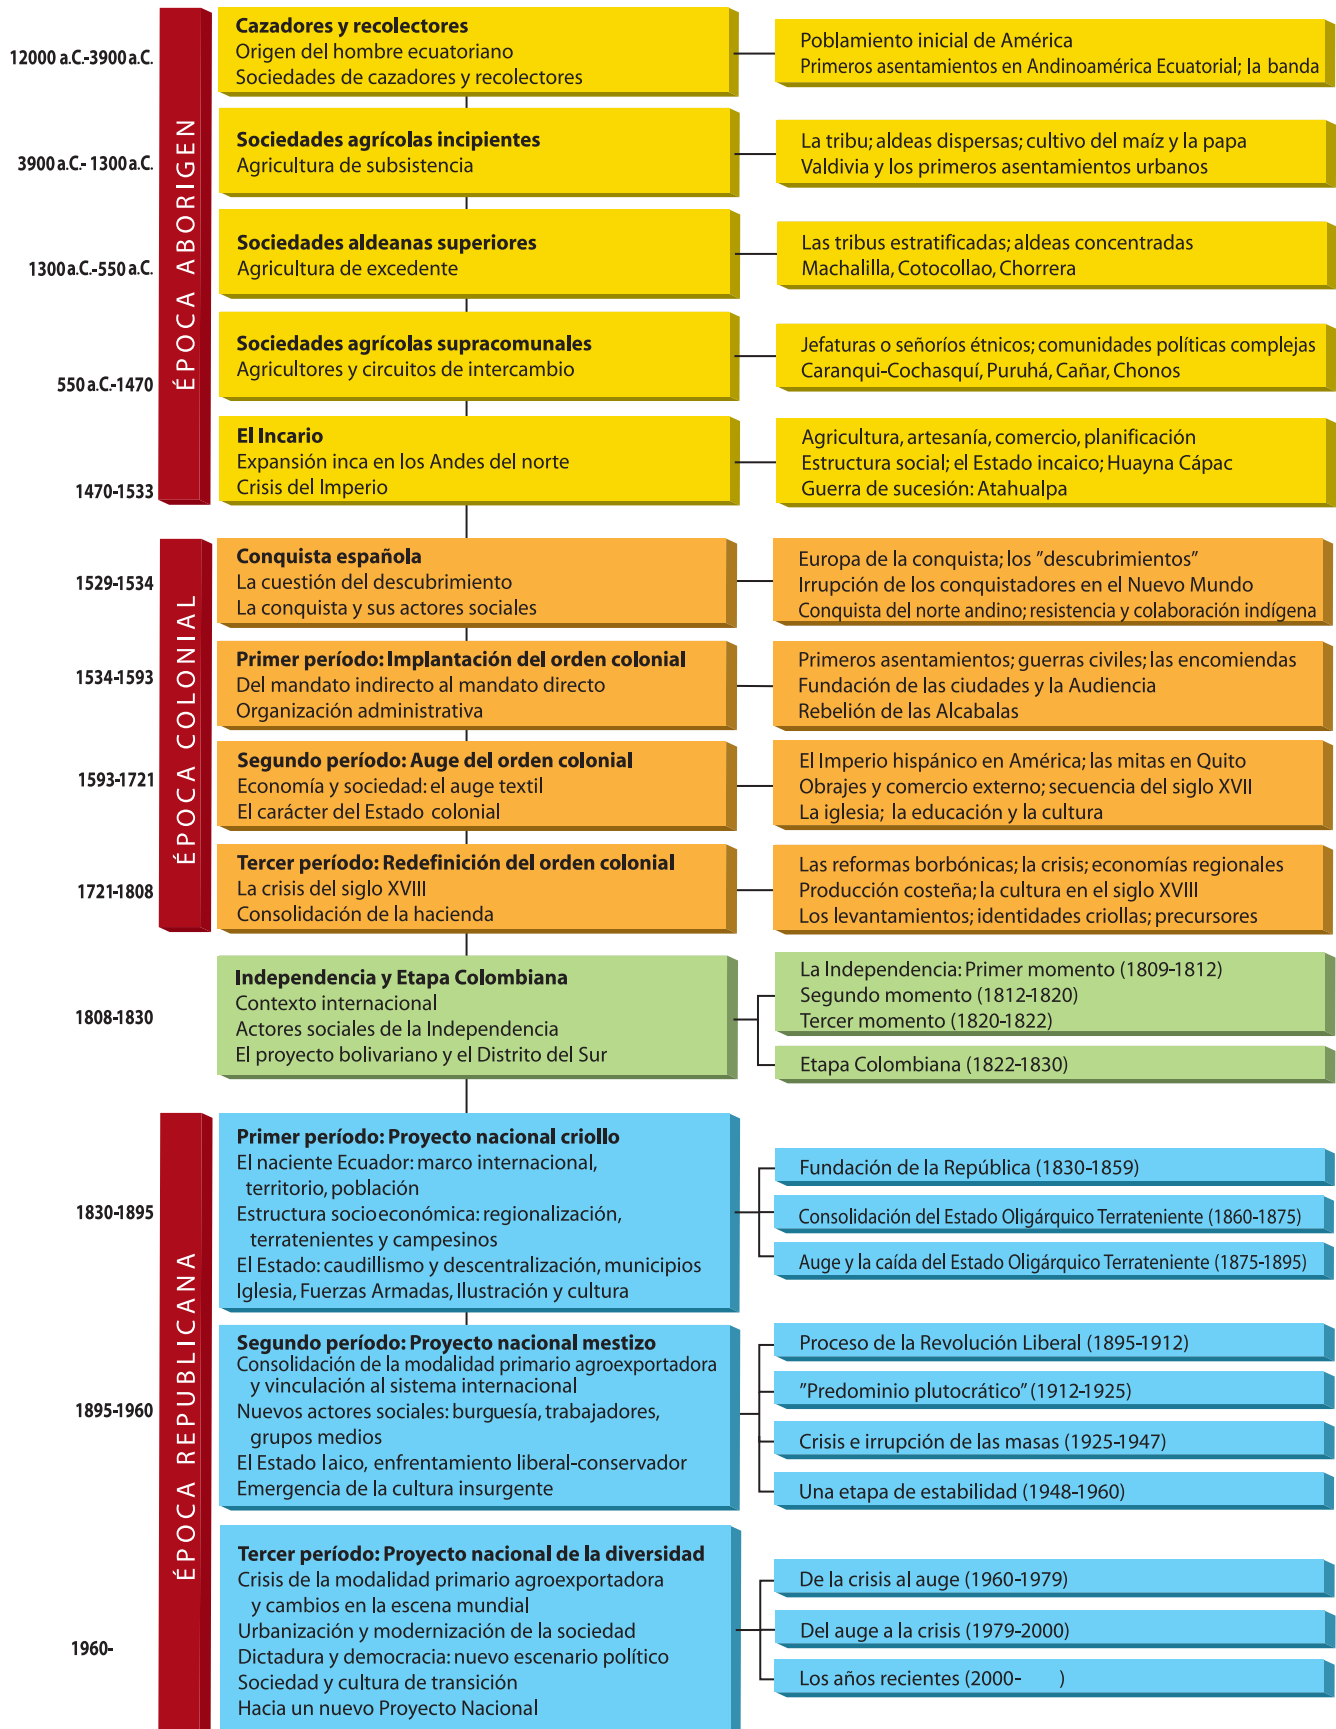 ÉPOCA ABORIGEN
12000 a.C.-3900 a.C.
Cazadores y recolectores
Origen del hombre ecuatoriano
Sociedades de cazadores y recolectores
Poblamiento inicial de América
Primeros asentamientos en Andinoamérica Ecuatorial; la banda
3900 a.C.- 1300 a.C.
Sociedades agrícolas incipientes
Agricultura de subsistencia
La tribu; aldeas dispersas; cultivo del maíz y la papa
Valdivia y los primeros asentamientos urbanos
1300 a.C.-550 a.C.
Sociedades aldeanas superiores
Agricultura de excedente
Las tribus estratificadas; aldeas concentradas
Machalilla, Cotocollao, Chorrera
550 a.C.-1470
Sociedades agrícolas supracomunales
Agricultores y circuitos de intercambio
Jefaturas o señoríos étnicos; comunidades políticas complejas
Caranqui-Cochasquí, Puruhá, Cañar, Chonos
1470-1533
El Incario
Expansión inca en los Andes del norte
Crisis del Imperio
Agricultura, artesanía, comercio, planificación
Estructura social; el Estado incaico; Huayna Cápac
Guerra de sucesión: Atahualpa
ÉPOCA COLONIAL
1529-1534
Conquista española
La cuestión del descubrimiento
La conquista y sus actores sociales
Europa de la conquista; los "descubrimientos"
Irrupción de los conquistadores en el Nuevo Mundo
Conquista del norte andino; resistencia y colaboración indígena
1534-1593
Primer período: Implantación del orden colonial
Del mandato indirecto al mandato directo
Organización administrativa
Primeros asentamientos; guerras civiles; las encomiendas
Fundación de las ciudades y la Audiencia
Rebelión de las Alcabalas
1593-1721
Segundo período: Auge del orden colonial
Economía y sociedad: el auge textil
El carácter del Estado colonial
El Imperio hispánico en América; las mitas en Quito
Obrajes y comercio externo; secuencia del siglo XVII
La iglesia; la educación y la cultura
1721-1808
Tercer período: Redefinición del orden colonial
La crisis del siglo XVIII
Consolidación de la hacienda
Las reformas borbónicas; la crisis; economías regionales
Producción costeña; la cultura en el siglo XVIII
Los levantamientos; identidades criollas; precursores
1808-1830
Independencia y Etapa Colombiana
Contexto internacional
Actores sociales de la Independencia
El proyecto bolivariano y el Distrito del Sur
La Independencia: Primer momento (1809-1812)
Segundo momento (1812-1820)
Tercer momento (1820-1822)
Etapa Colombiana (1822-1830)
ÉPOCA REPUBLICANA
1830-1895
Primer período: Proyecto nacional criollo
El naciente Ecuador: marco internacional,
territorio, población
Estructura socioeconómica: regionalización,
terratenientes y campesinos
El Estado: caudillismo y descentralización, municipios
Iglesia, Fuerzas Armadas, Ilustración y cultura
Fundación de la República (1830-1859)
Consolidación del Estado Oligárquico Terrateniente (1860-1875)
Auge y la caída del Estado Oligárquico Terrateniente (1875-1895)
1895-1960
Segundo período: Proyecto nacional mestizo
Consolidación de la modalidad primario agroexportadora
y vinculación al sistema internacional
Nuevos actores sociales: burguesía, trabajadores,
grupos medios
El Estado laico, enfrentamiento liberal-conservador
Emergencia de la cultura insurgente
Proceso de la Revolución Liberal (1895-1912)
"Predominio plutocrático" (1912-1925)
Crisis e irrupción de las masas (1925-1947)
Una etapa de estabilidad (1948-1960)
1960-
Tercer período: Proyecto nacional de la diversidad
Crisis de la modalidad primario agroexportadora
y cambios en la escena mundial
Urbanización y modernización de la sociedad
Dictadura y democracia: nuevo escenario político
Sociedad y cultura de transición
Hacia un nuevo Proyecto Nacional
De la crisis al auge (1960-1979)
Del auge a la crisis (1979-2000)
Los años recientes (2000- )